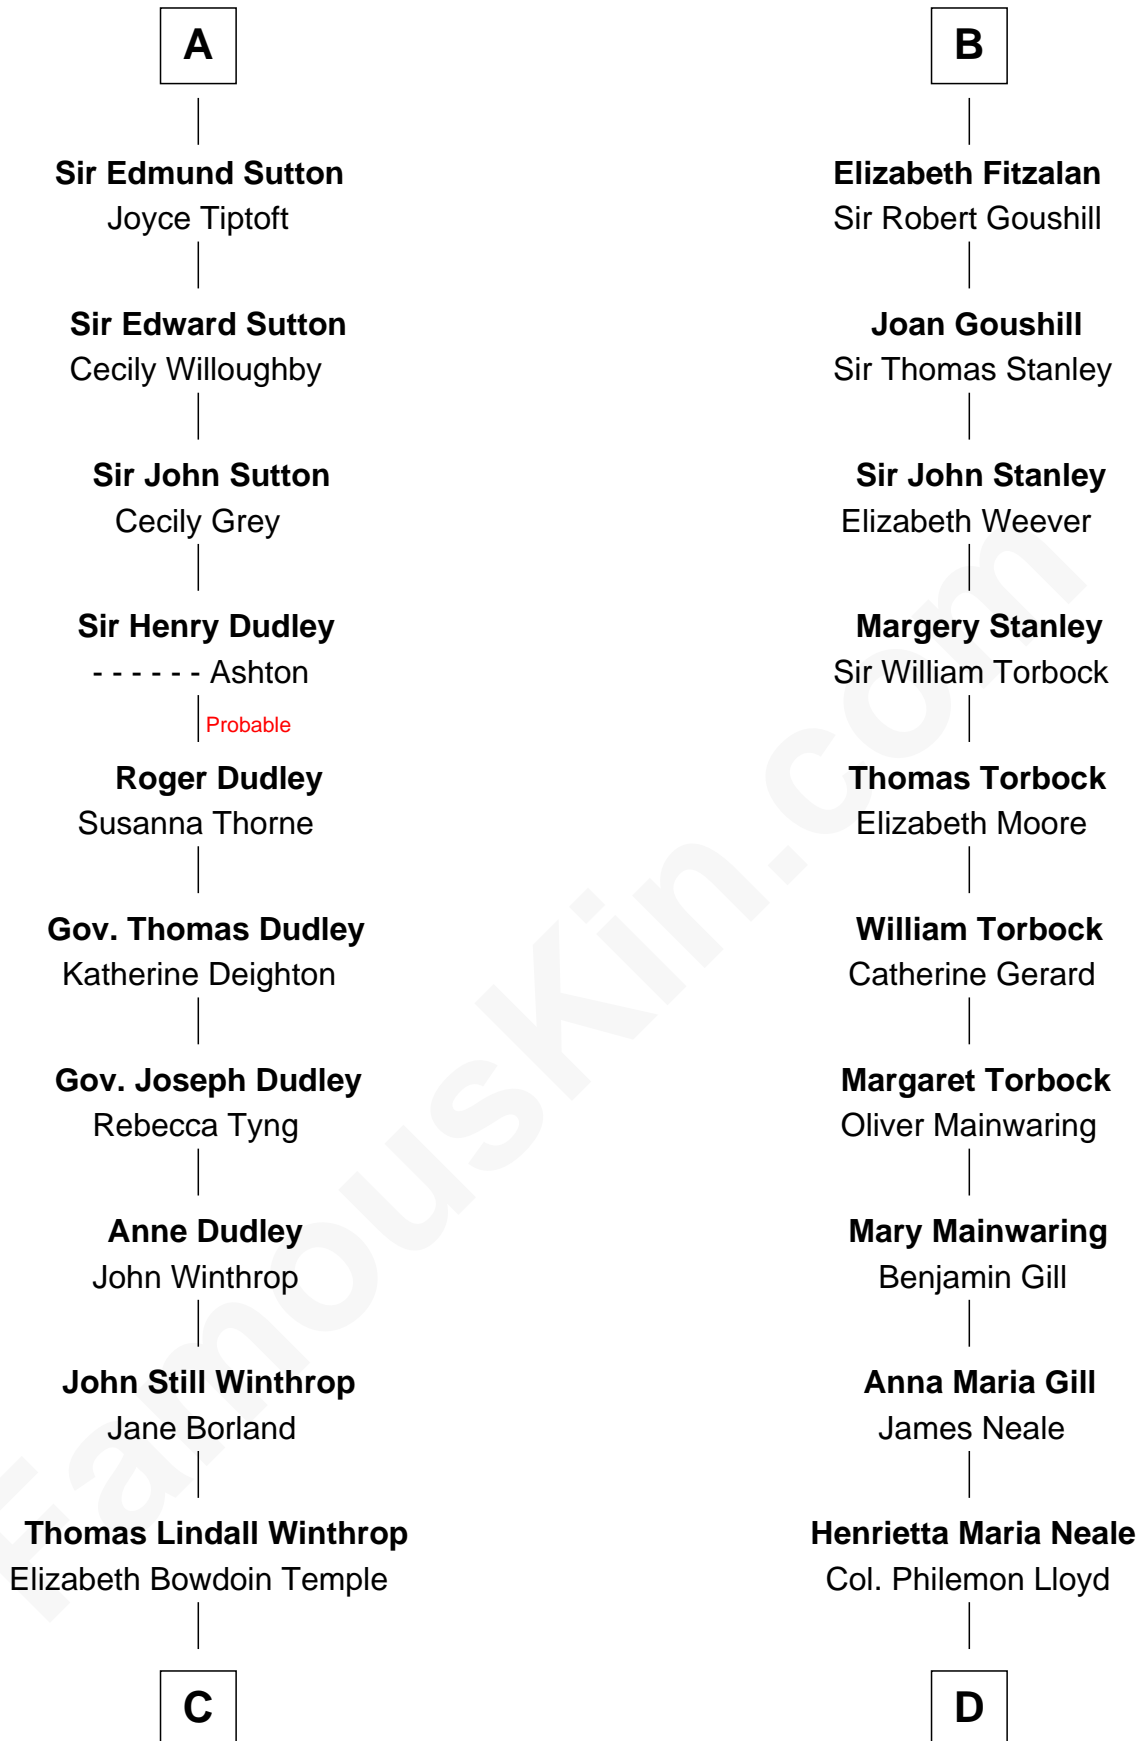 A
Sir Edmund Sutton
Joyce Tiptoft
Sir Edward Sutton
Cecily Willoughby
Sir John Sutton
Cecily Grey
Sir Henry Dudley
- - - - - - Ashton
Probable
Roger Dudley
Susanna Thorne
Gov. Thomas Dudley
Katherine Deighton
Gov. Joseph Dudley
Rebecca Tyng
Anne Dudley
John Winthrop
John Still Winthrop
Jane Borland
Thomas Lindall Winthrop
Elizabeth Bowdoin Temple
C
B
Elizabeth Fitzalan
Sir Robert Goushill
Joan Goushill
Sir Thomas Stanley
Sir John Stanley
Elizabeth Weever
Margery Stanley
Sir William Torbock
Thomas Torbock
Elizabeth Moore
William Torbock
Catherine Gerard
Margaret Torbock
Oliver Mainwaring
Mary Mainwaring
Benjamin Gill
Anna Maria Gill
James Neale
Henrietta Maria Neale
Col. Philemon Lloyd
D
FamousKin.com